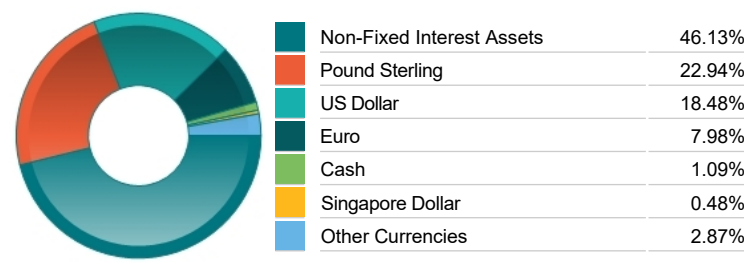 Non-Fixed Interest Assets 46.13%
Pound Sterling 22.94%
US Dollar 18.48%
Euro 7.98%
Cash 1.09%
Singapore Dollar 0.48%
Other Currencies 2.87%